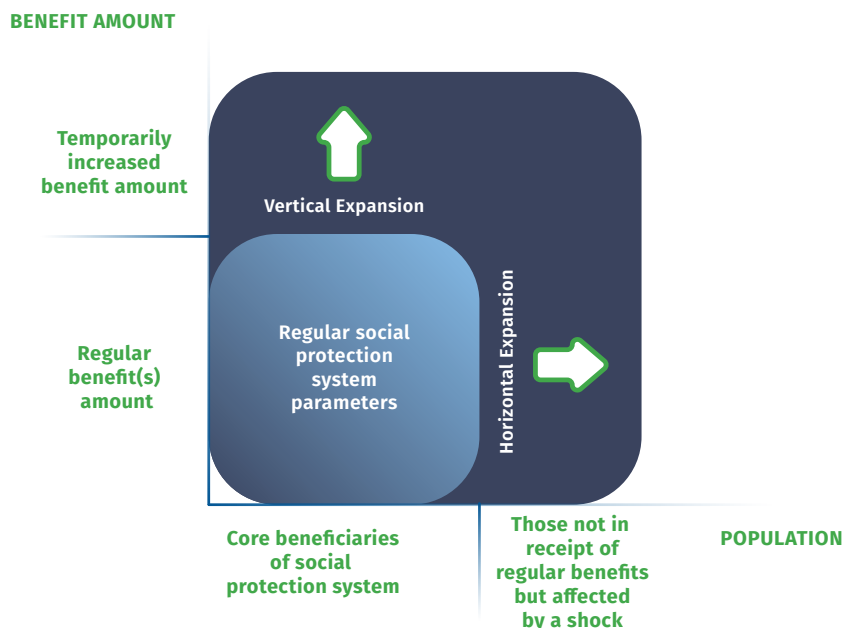 BENEFIT AMOUNT
Temporarily
increased
benefit amount
Vertical Expansion
Regular
benefit(s)
amount
Regular social
protection
system
parameters
Horizontal Expansion
Core beneficiaries
of social
protection system
Those not in
receipt of
regular benefits
but affected
by a shock
POPULATION